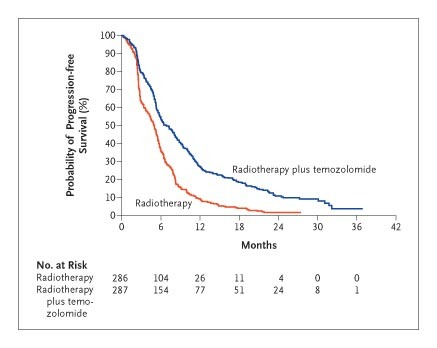 Probability of Progression-free
Survival (%)
100
90
80
70
60
50
40
30
20
10
0
Radiotherapy plus temozolomide
Radiotherapy
0 6 12 18 24 30 36 42
Months
No. at Risk
Radiotherapy 286 104 26 11 4 0 0
Radiotherapy 287 154 77 51 24 8 1
plus temo-
zolomide